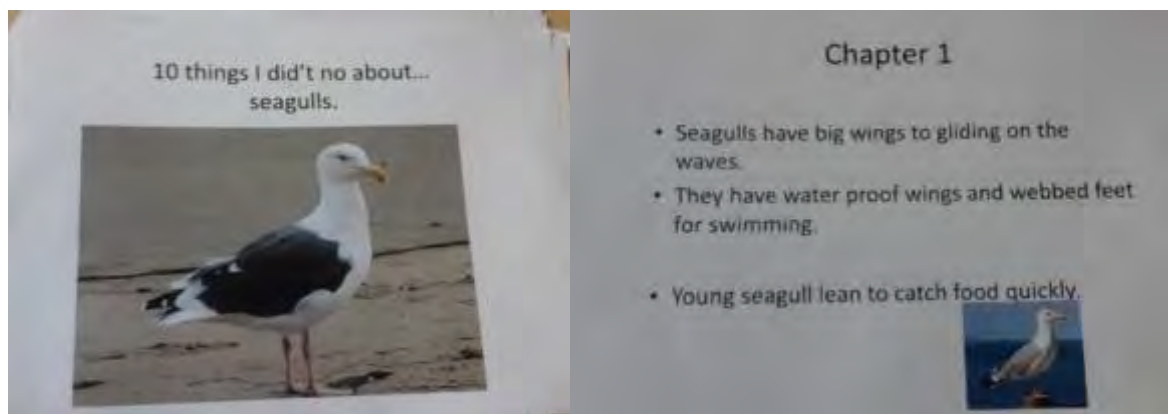 10 things I did't no about...
seagulls.
Chapter 1
• Seagulls have big wings to gliding on the
waves.
• They have water proof wings and webbed feet
for swimming.
• Young seagull lean to catch food quickly.